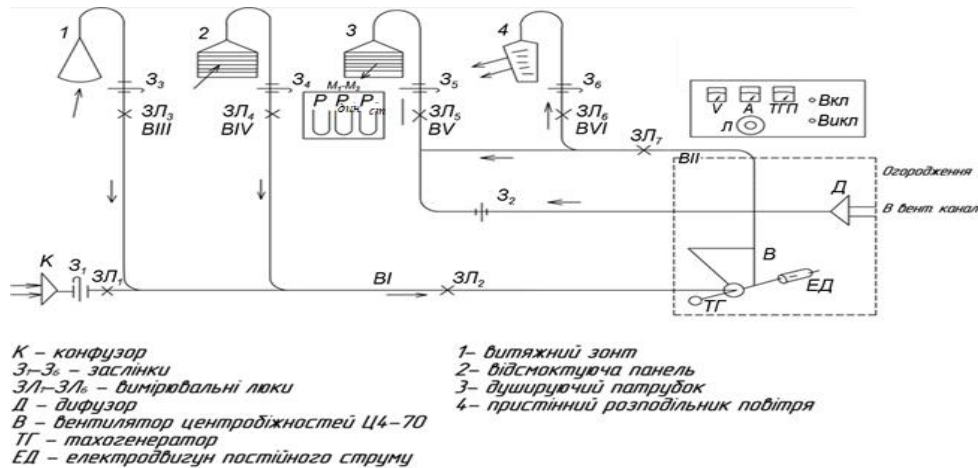 1
2
3
4
З₃
З₄
М₁-М₃
З₅
З₆
Р Рдин Рст
ЗЛ₃
ВІІІ
ЗЛ₄
ВIV
ЗЛ₅
ВV
ЗЛ₆
ВVI
ЗЛ₇
ВІІ
V А ТГП
Л
Вкл
Викл
Огородження
Д
В вент. канал
З₂
К
З₁
ЗЛ₁
ВІ
ЗЛ₂
В
ТГ
ЕД
К – конфузор
З₁–З₆ – заслінки
ЗЛ₁–ЗЛ₆ – вимірювальні люки
Д – дифузор
В – вентилятор центробіжностей Ц4-70
ТГ – тахогенератор
ЕД – електродвигун постійного струму
1– витяжний зонт
2– відсмоктуюча панель
3– душируючий патрубок
4– пристінний розподільник повітря